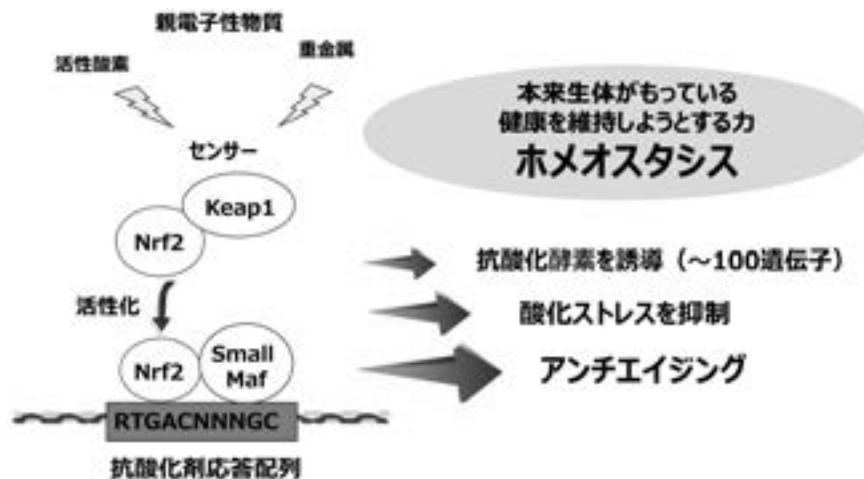 親電子性物質
活性酸素
重金属
センサー
Keap1
Nrf2
活性化
Nrf2
Small
Maf
RTGACNNNGC
抗酸化剤応答配列
本来生体がもっている
健康を維持しようとする力
ホメオスタシス
抗酸化酵素を誘導（～100遺伝子）
酸化ストレスを抑制
アンチエイジング